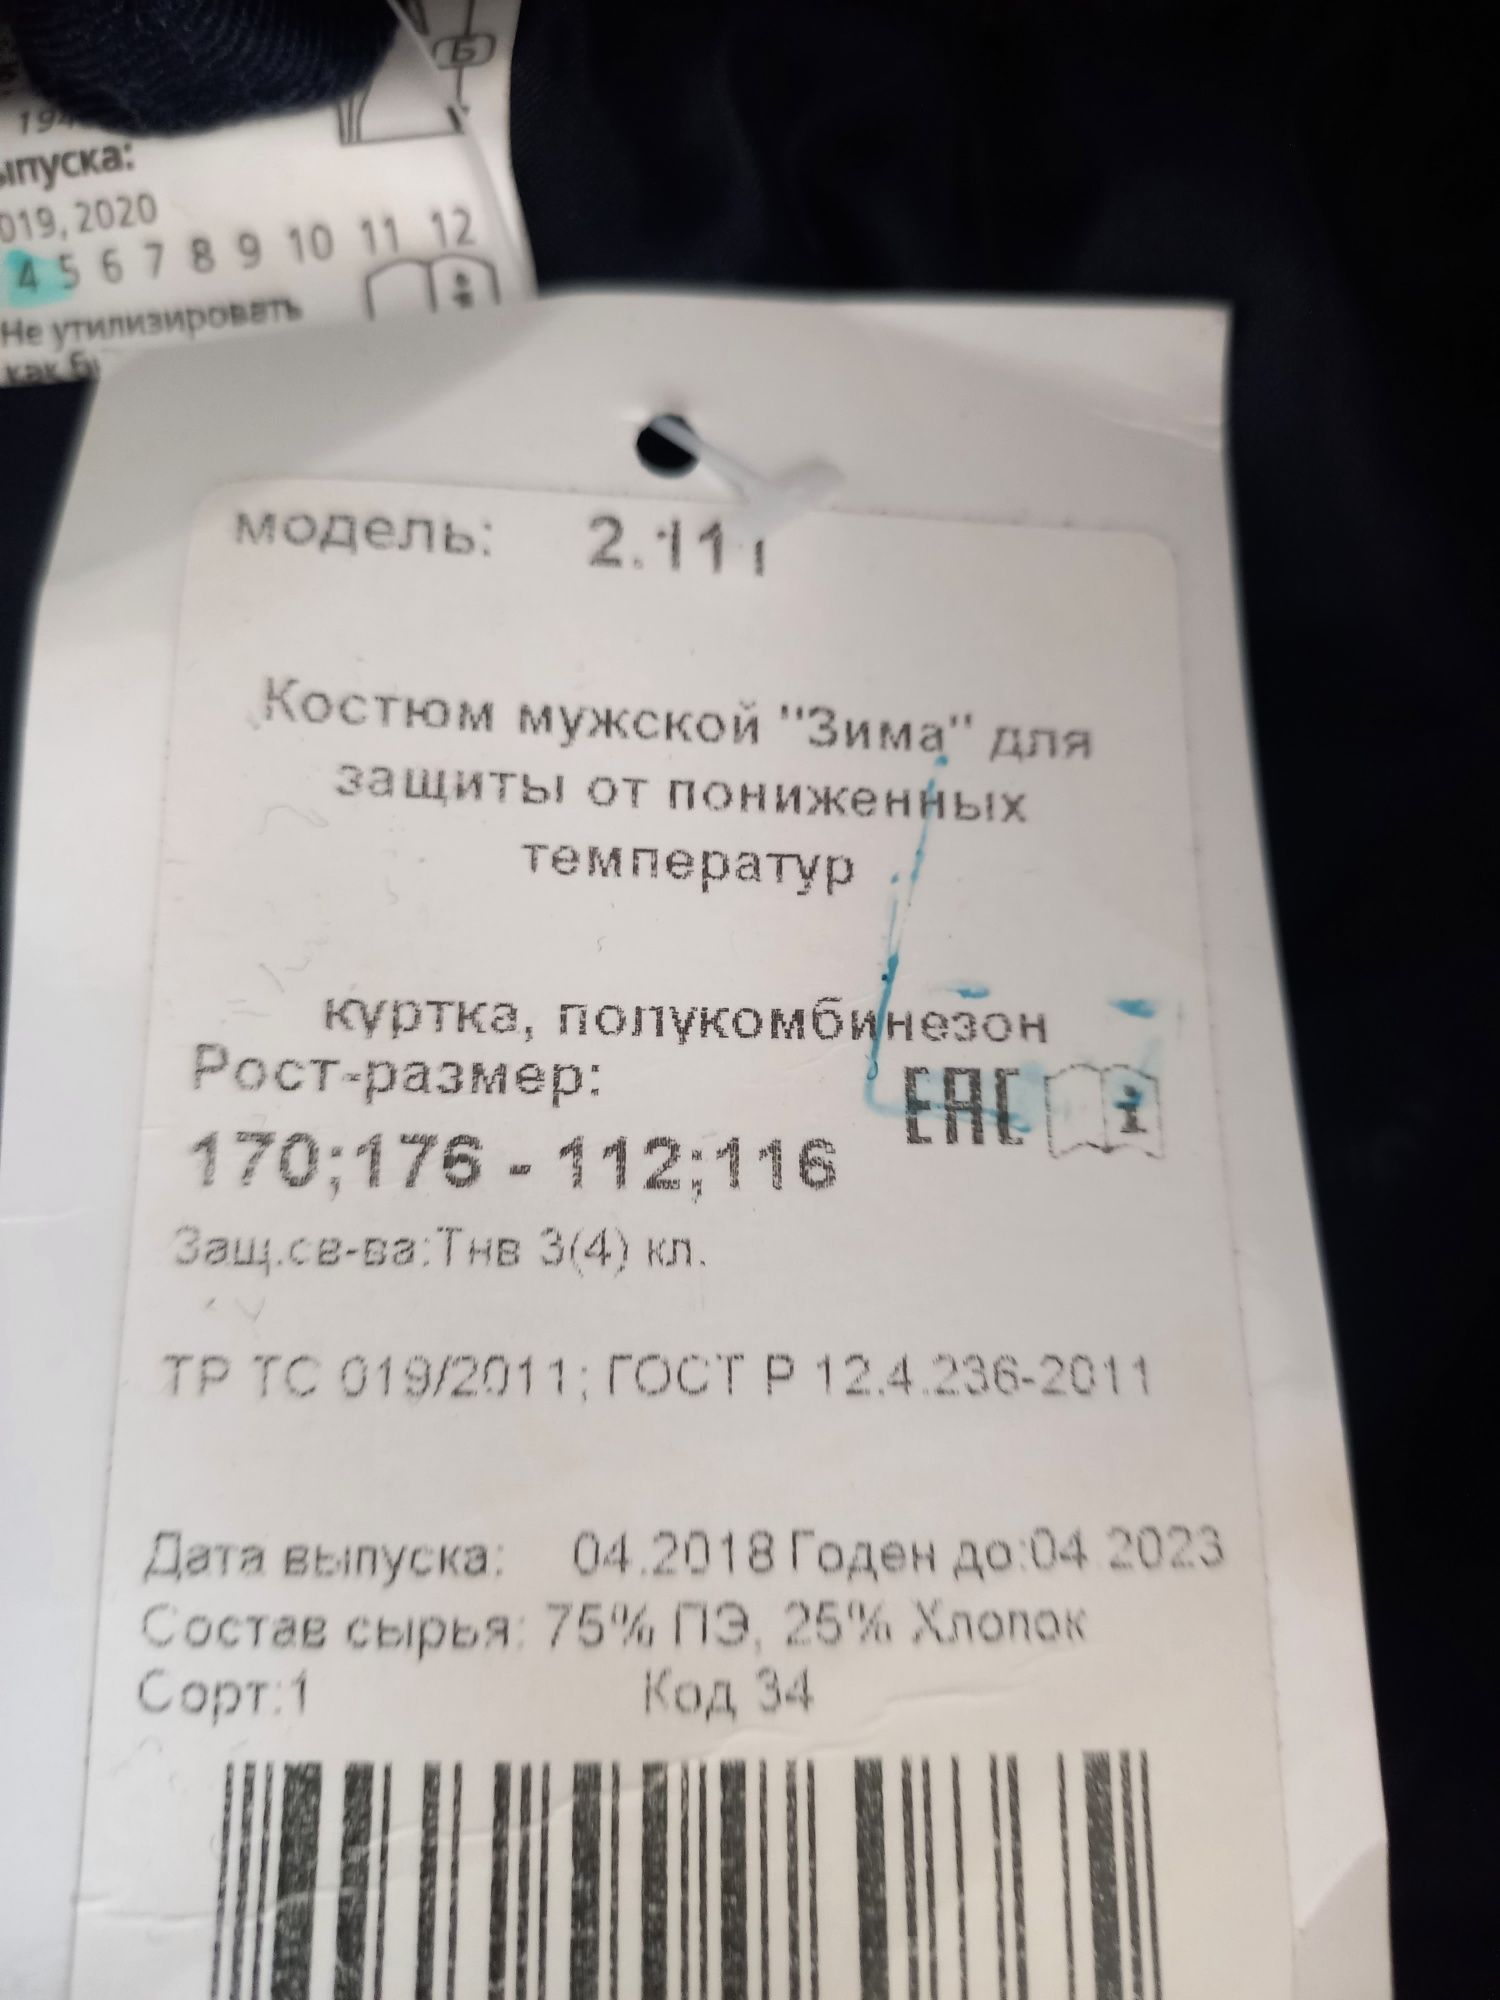 Б
194
ыпуска:
019, 2020
4 5 6 7 8 9 10 11 12
Не утилизировать
как
модель: 2.111
Костюм мужской "Зима" для
защиты от пониженных
температур
куртка, полукомбинезон
Рост-размер:
ЕАС
170;176 - 112;116
Защ.св-ва:Тнв 3(4) кл.
ТР ТС 019/2011; ГОСТ Р 12.4.236-2011
Дата выпуска: 04.2018 Годен до:04.2023
Состав сырья: 75% ПЭ, 25% Хлопок
Сорт:1 Код 34